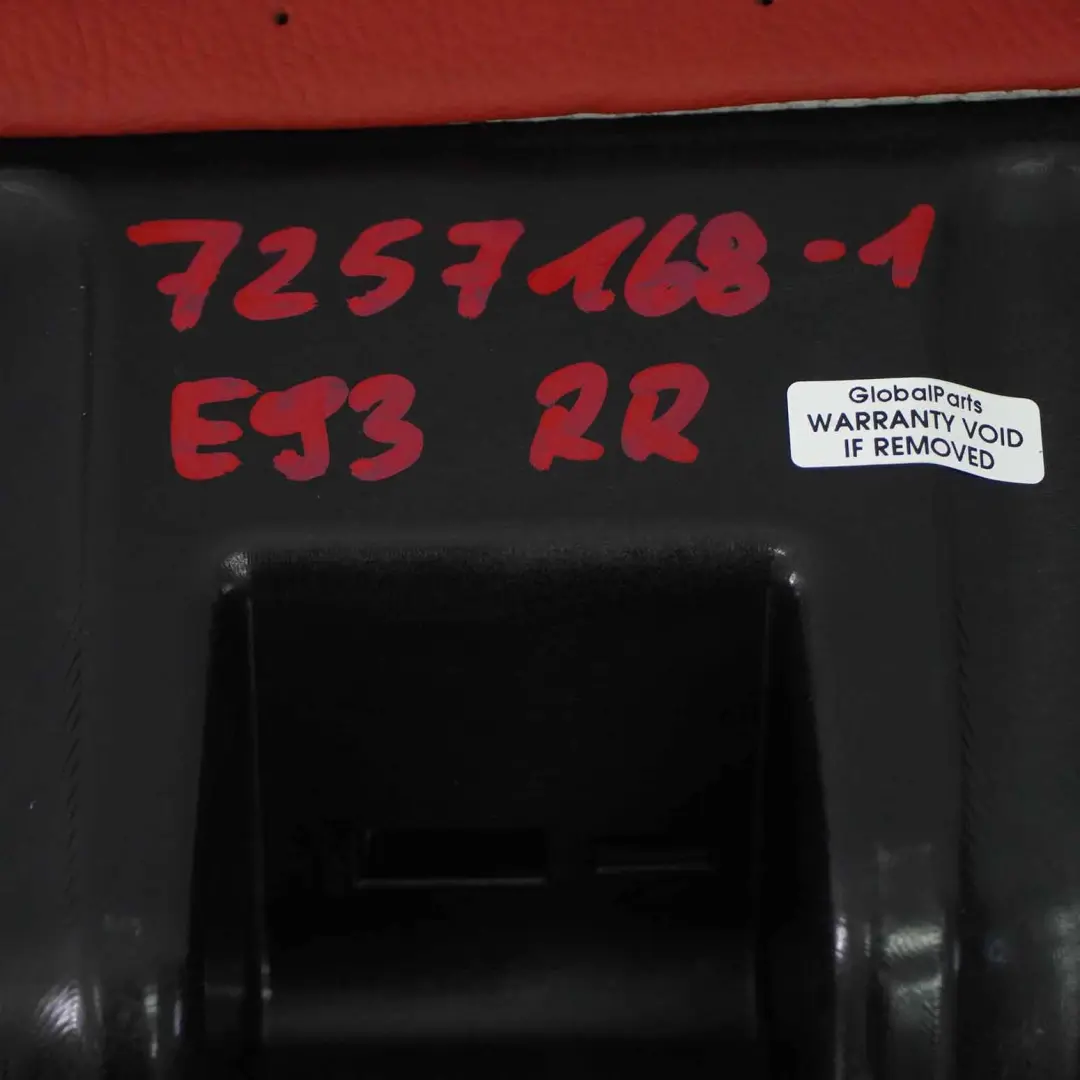 7257168-1
E93 RR
GlobalParts
WARRANTY VOID
IF REMOVED